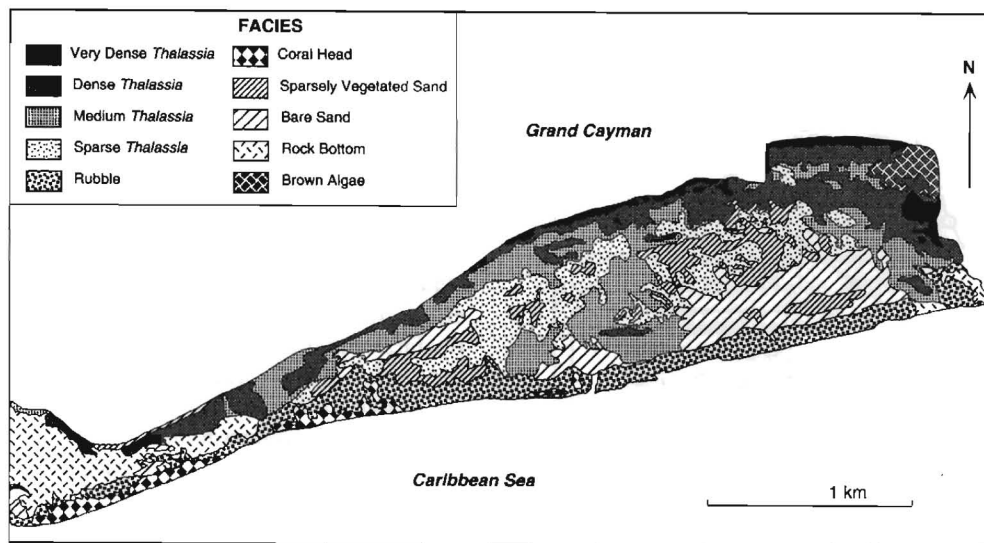 FACIES
Very Dense Thalassia
Dense Thalassia
Medium Thalassia
Sparse Thalassia
Rubble
Coral Head
Sparsely Vegetated Sand
Bare Sand
Rock Bottom
Brown Algae
Grand Cayman
N
Caribbean Sea
1 km